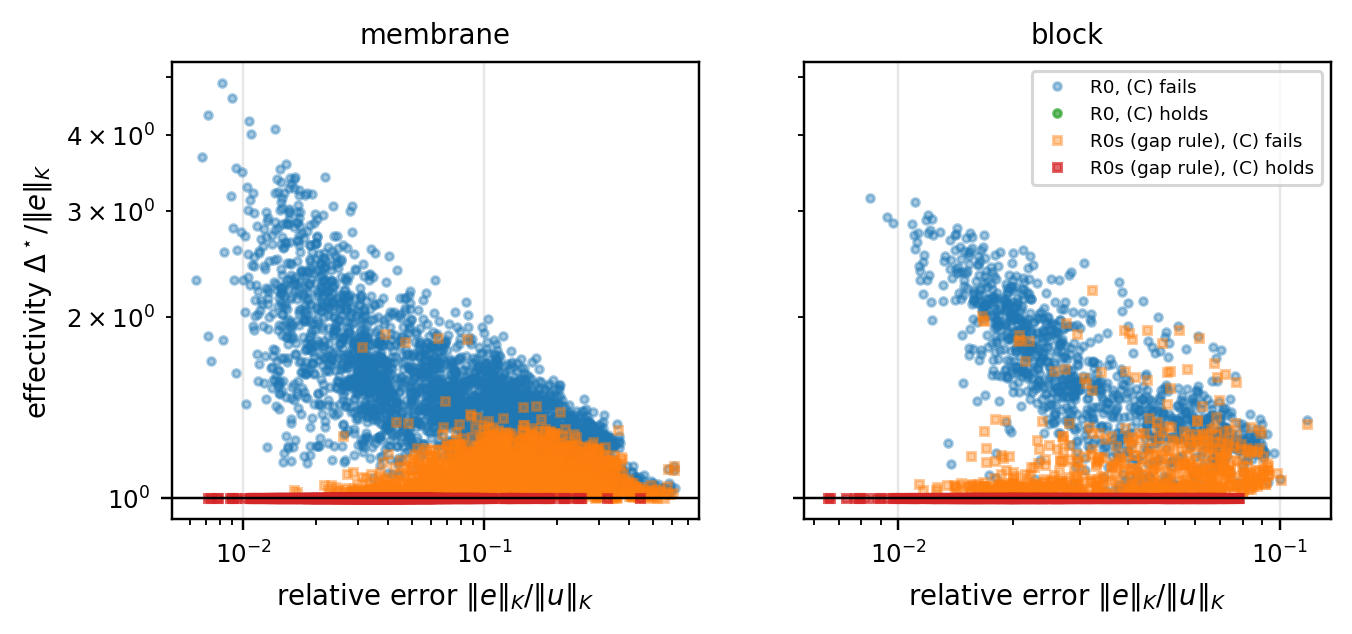 membrane
block
effectivity Δ⋆/‖e‖K
4 × 10⁰
3 × 10⁰
2 × 10⁰
10⁰
R0, (C) fails
R0, (C) holds
R0s (gap rule), (C) fails
R0s (gap rule), (C) holds
10⁻² 10⁻¹
10⁻² 10⁻¹
relative error ‖e‖K/‖u‖K
relative error ‖e‖K/‖u‖K